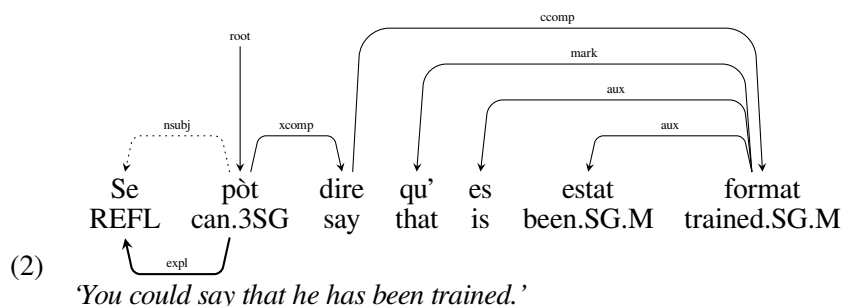 ccomp
root
mark
aux
nsubj xcomp aux
Se pòt dire qu’ es estat format
REFL can.3SG say that is been.SG.M trained.SG.M
expl
(2)
‘You could say that he has been trained.’